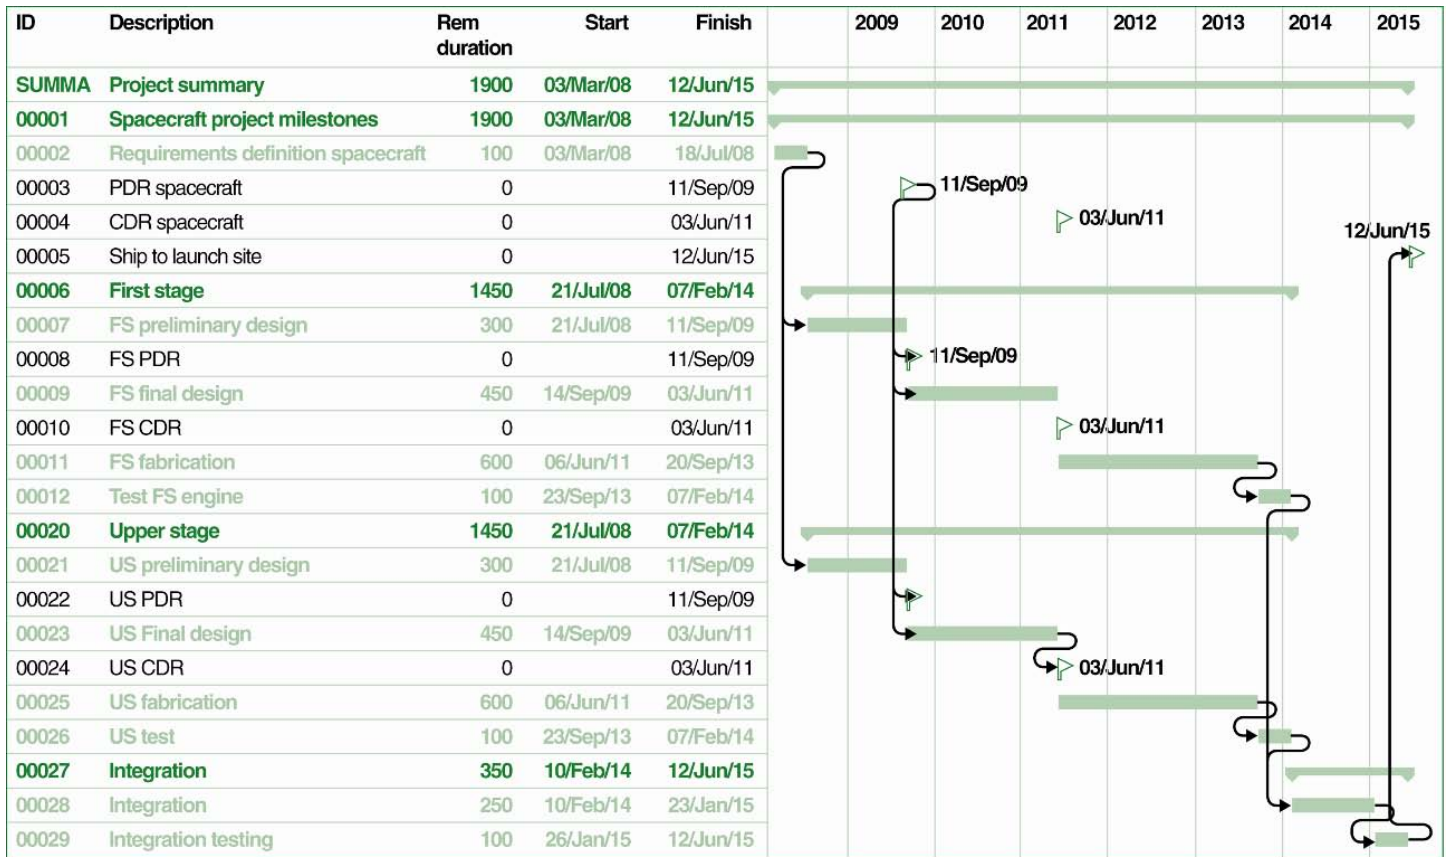 ID Description Rem duration Start Finish 2009 2010 2011 2012 2013 2014 2015
SUMMA Project summary 1900 03/Mar/08 12/Jun/15
00001 Spacecraft project milestones 1900 03/Mar/08 12/Jun/15
00002 Requirements definition spacecraft 100 03/Mar/08 18/Jul/08
00003 PDR spacecraft 0 11/Sep/09 11/Sep/09
00004 CDR spacecraft 0 03/Jun/11 03/Jun/11
00005 Ship to launch site 0 12/Jun/15 12/Jun/15
00006 First stage 1450 21/Jul/08 07/Feb/14
00007 FS preliminary design 300 21/Jul/08 11/Sep/09
00008 FS PDR 0 11/Sep/09 11/Sep/09
00009 FS final design 450 14/Sep/09 03/Jun/11
00010 FS CDR 0 03/Jun/11 03/Jun/11
00011 FS fabrication 600 06/Jun/11 20/Sep/13
00012 Test FS engine 100 23/Sep/13 07/Feb/14
00020 Upper stage 1450 21/Jul/08 07/Feb/14
00021 US preliminary design 300 21/Jul/08 11/Sep/09
00022 US PDR 0 11/Sep/09
00023 US Final design 450 14/Sep/09 03/Jun/11
00024 US CDR 0 03/Jun/11 03/Jun/11
00025 US fabrication 600 06/Jun/11 20/Sep/13
00026 US test 100 23/Sep/13 07/Feb/14
00027 Integration 350 10/Feb/14 12/Jun/15
00028 Integration 250 10/Feb/14 23/Jan/15
00029 Integration testing 100 26/Jan/15 12/Jun/15